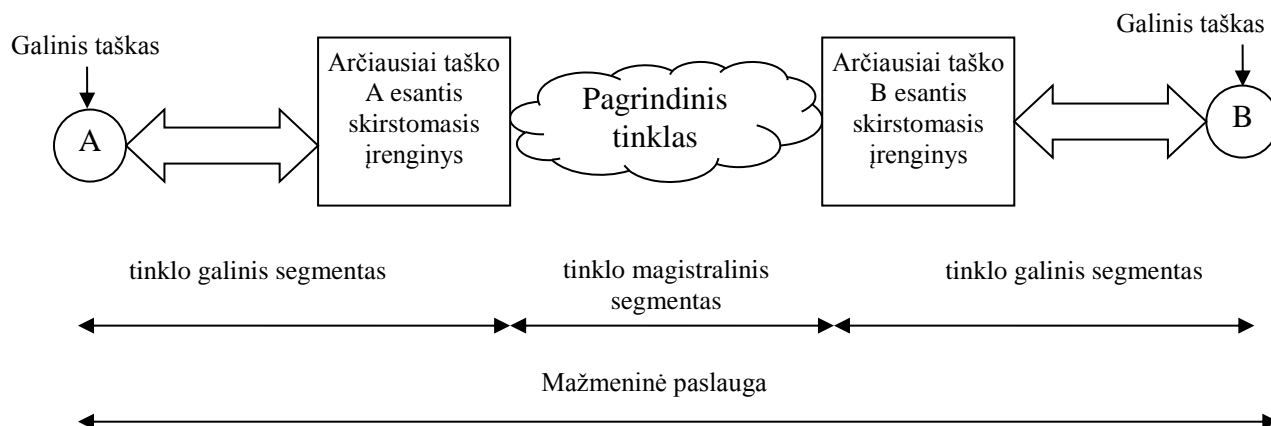 Galinis taškas
A
Arčiausiai taško
A esantis
skirstomasis
įrenginys
Pagrindinis
tinklas
Arčiausiai taško
B esantis
skirstomasis
įrenginys
Galinis taškas
B
tinklo galinis segmentas
tinklo magistralinis
segmentas
tinklo galinis segmentas
Mažmeninė paslauga